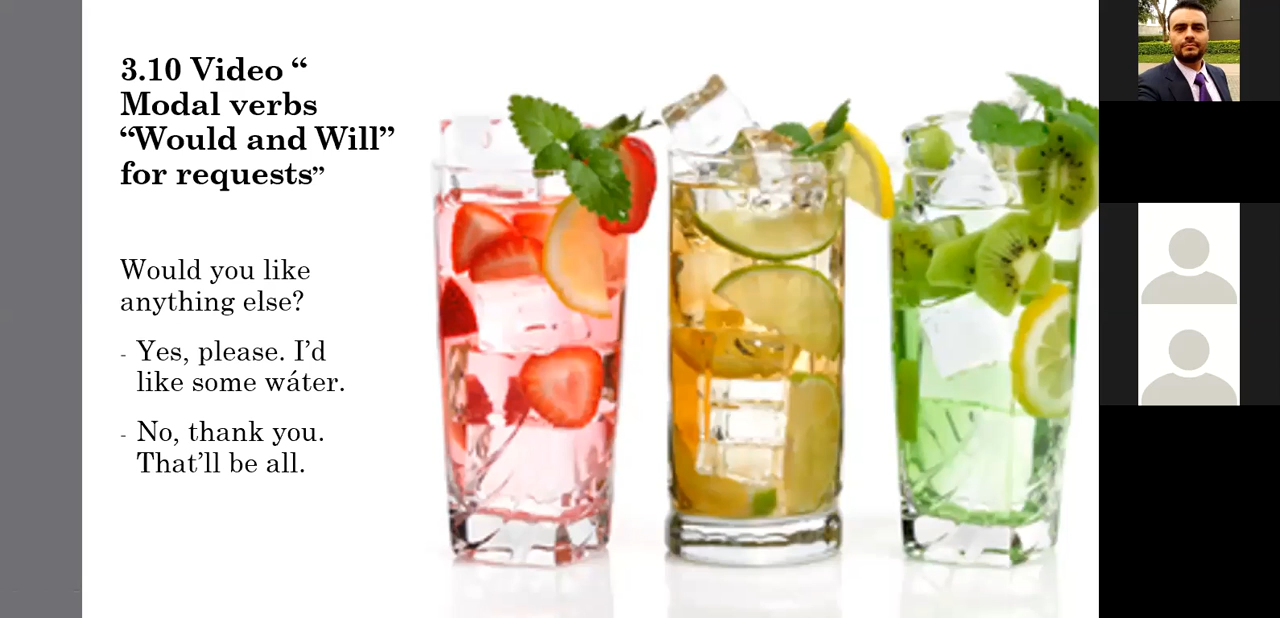 3.10 Video “
Modal verbs
“Would and Will”
for requests”
Would you like
anything else?
- Yes, please. I’d
like some wáter.
- No, thank you.
That’ll be all.